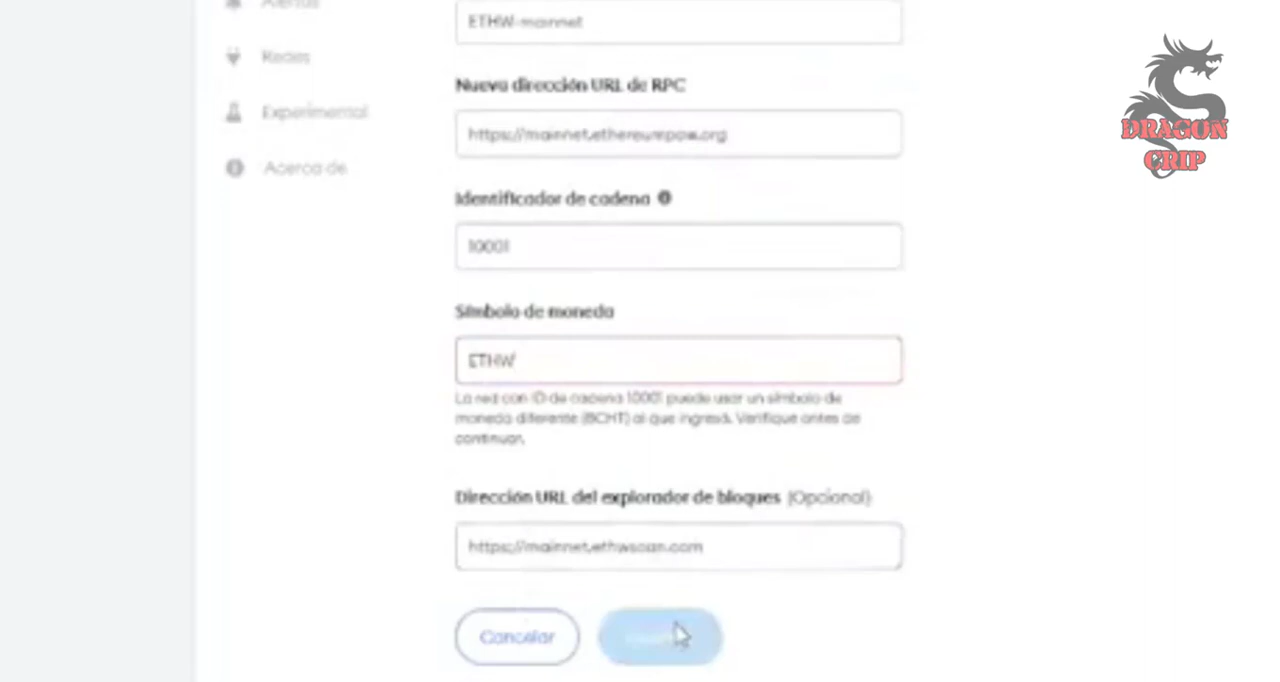 Alertas
Redes
Experimental
Acerca de
ETHW-mainnet
Nueva dirección URL de RPC
https://mainnet.ethereumpow.org
Identificador de cadena
10001
Símbolo de moneda
ETHW
La red con ID de cadena 10001 puede usar un símbolo de
moneda diferente (BCHT) al que ingresó. Verifique antes de
continuar.
Dirección URL del explorador de bloques (Opcional)
https://mainnet.ethwscan.com
Cancelar
DRAGON
CRIP